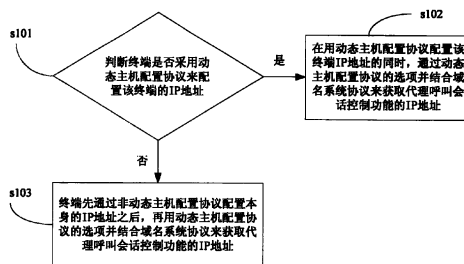 s101
判断终端是否采用动
态主机配置协议来配
置该终端的IP地址
是
s102
在用动态主机配置协议配置该
终端IP地址的同时，通过动态
主机配置协议的选项并结合域
名系统协议来获取代理呼叫会
话控制功能的IP地址
否
s103
终端先通过非动态主机配置协议配置本
身的IP地址之后，再用动态主机配置协
议的选项并结合域名系统协议来获取代
理呼叫会话控制功能的IP地址